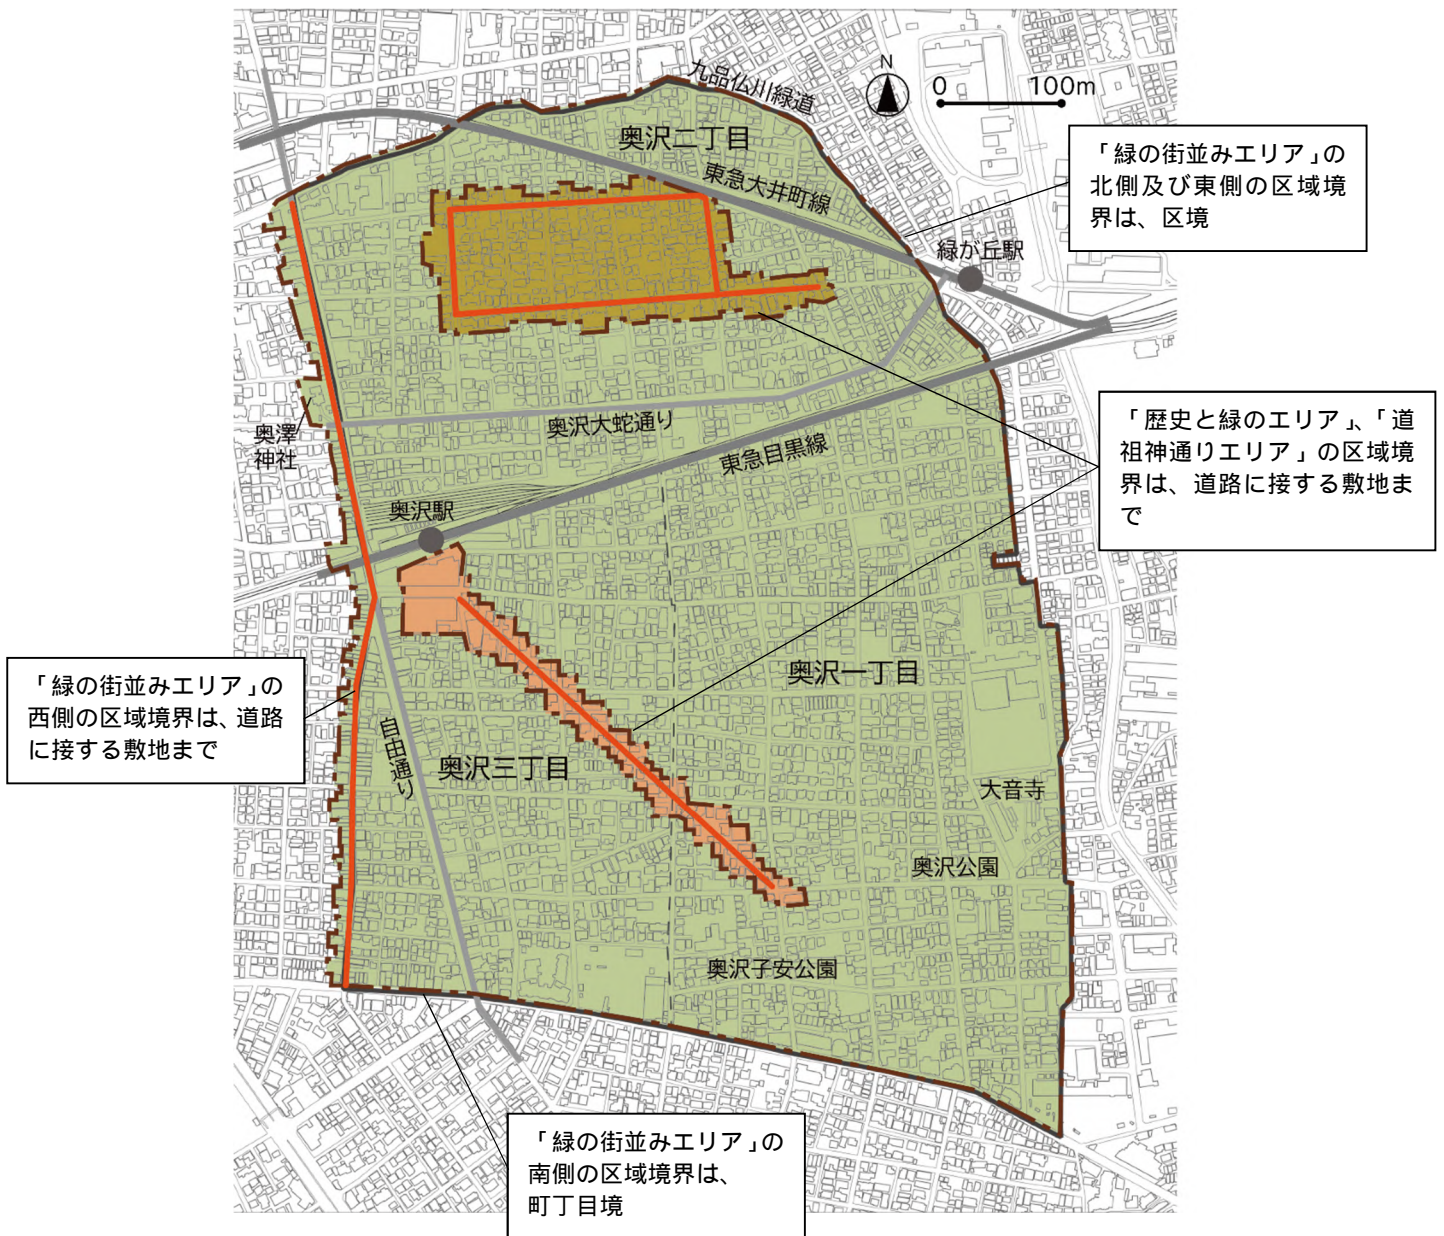 九品仏川緑道
N
0 100m
奥沢二丁目
東急大井町線
「緑の街並みエリア」の
北側及び東側の区域境
界は、区境
緑が丘駅
奥澤
神社
奥沢大蛇通り
東急目黒線
「歴史と緑のエリア」、「道
祖神通りエリア」の区域境
界は、道路に接する敷地ま
で
奥沢駅
「緑の街並みエリア」の
西側の区域境界は、道路
に接する敷地まで
奥沢一丁目
自由通り
奥沢三丁目
大音寺
奥沢公園
奥沢子安公園
「緑の街並みエリア」の
南側の区域境界は、
町丁目境